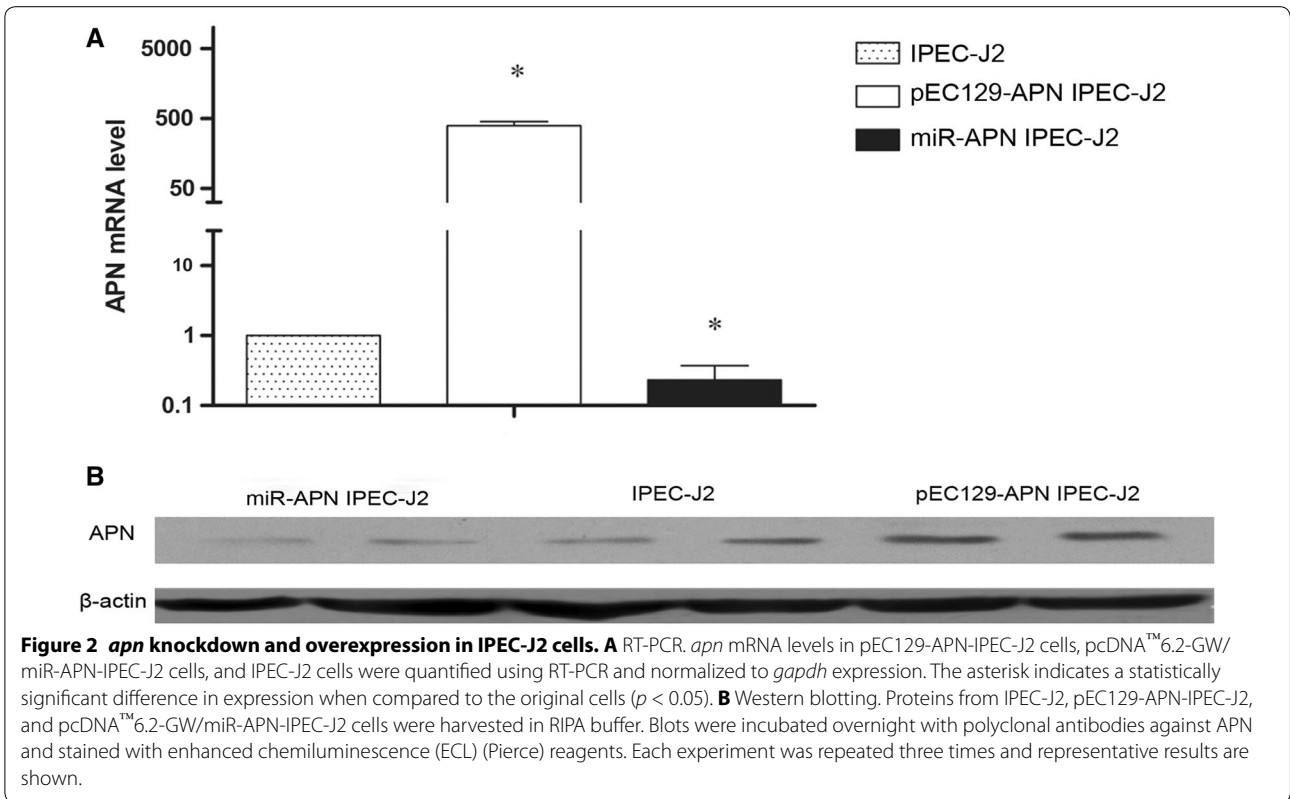 A
5000
500
50
10
1
0.1
APN mRNA level
*
*
IPEC-J2
pEC129-APN IPEC-J2
miR-APN IPEC-J2
B
miR-APN IPEC-J2
IPEC-J2
pEC129-APN IPEC-J2
APN
β-actin
Figure 2 apn knockdown and overexpression in IPEC-J2 cells. A RT-PCR. apn mRNA levels in pEC129-APN-IPEC-J2 cells, pcDNA™6.2-GW/
miR-APN-IPEC-J2 cells, and IPEC-J2 cells were quantified using RT-PCR and normalized to gapdh expression. The asterisk indicates a statistically
significant difference in expression when compared to the original cells (p < 0.05). B Western blotting. Proteins from IPEC-J2, pEC129-APN-IPEC-J2,
and pcDNA™6.2-GW/miR-APN-IPEC-J2 cells were harvested in RIPA buffer. Blots were incubated overnight with polyclonal antibodies against APN
and stained with enhanced chemiluminescence (ECL) (Pierce) reagents. Each experiment was repeated three times and representative results are
shown.